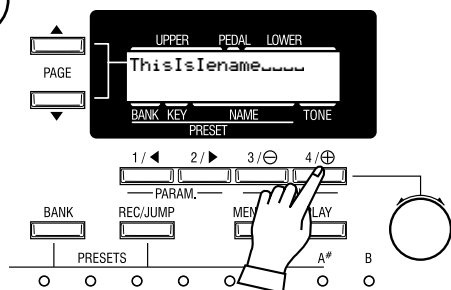 UPPER PEDAL LOWER
PAGE
ThisIsIename␣␣␣␣
BANK KEY NAME TONE
PRESET
1/◀ 2/▶ 3/⊖ 4/⊕
PARAM.
BANK REC/JUMP
PRESETS
A# B